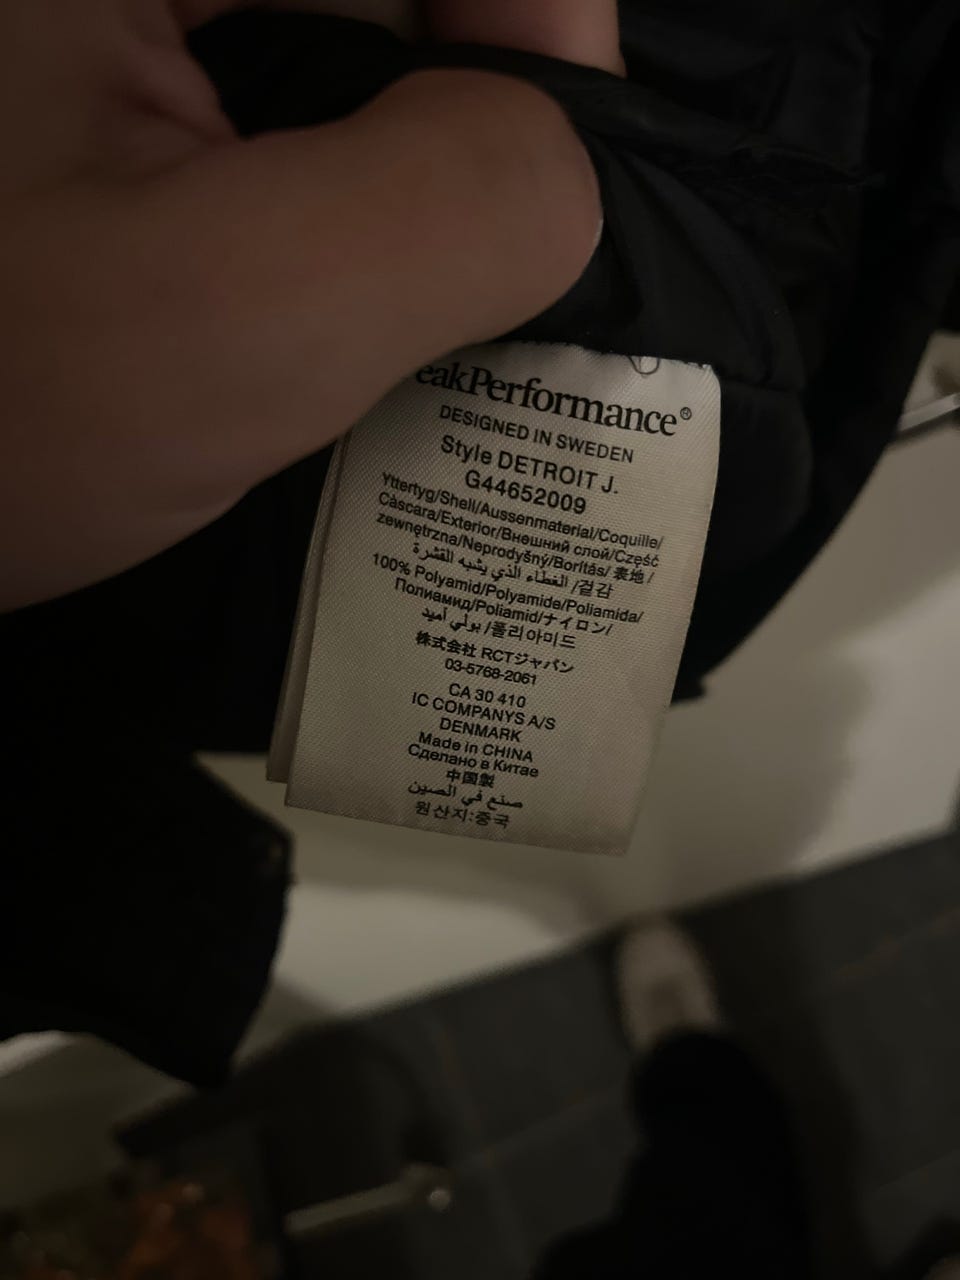 eakPerformance®
DESIGNED IN SWEDEN
Style DETROIT J.
G44652009
Yttertyg/Shell/Aussenmaterial/Coquille/
Càscara/Exterior/Внешний слой/Część
zewnętrzna/Neprodyšný/Borítás/ 表地 /
الغطاء الذي يشبه القشرة /겉감
100% Polyamid/Polyamide/Poliamida/
Полиамид/Poliamid/ナイロン/
بولي أميد /폴리아미드
株式会社 RCTジャパン
03-5768-2061
CA 30 410
IC COMPANYS A/S
DENMARK
Made in CHINA
Сделано в Китае
中国製
صنع في الصين
원산지:중국